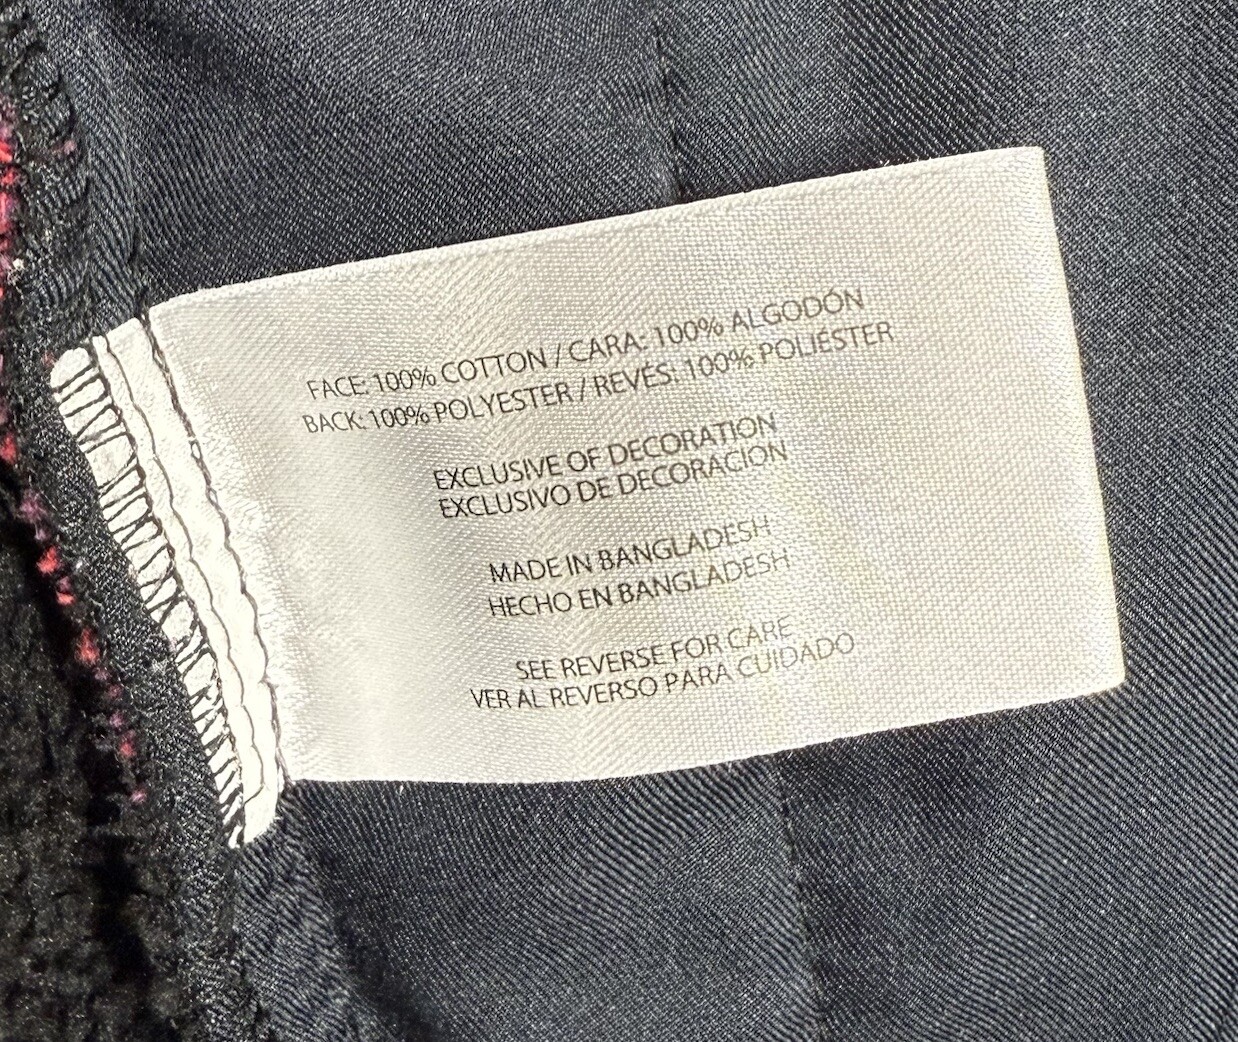 FACE: 100% COTTON / CARA: 100% ALGODÓN
BACK: 100% POLYESTER / REVÉS: 100% POLIÉSTER
EXCLUSIVE OF DECORATION
EXCLUSIVO DE DECORACIÓN
MADE IN BANGLADESH
HECHO EN BANGLADESH
SEE REVERSE FOR CARE
VER AL REVERSO PARA CUIDADO